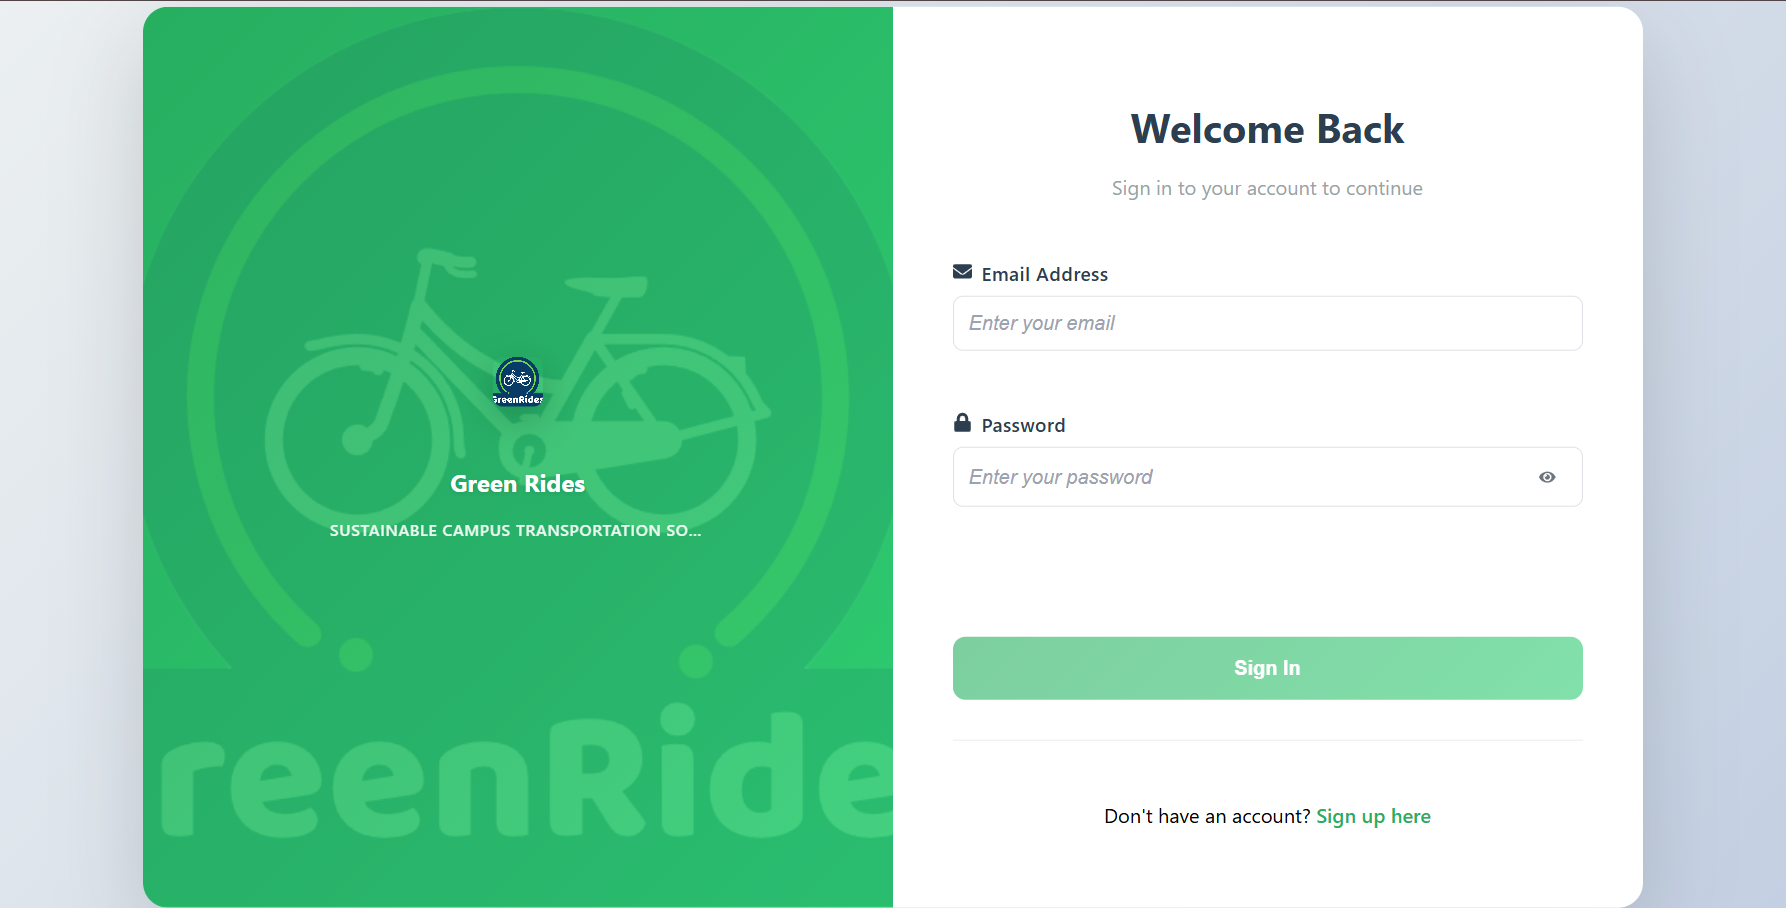 GreenRides
Green Rides
SUSTAINABLE CAMPUS TRANSPORTATION SO...
reenRide
Welcome Back
Sign in to your account to continue
Email Address
Enter your email
Password
Enter your password
Sign In
Don't have an account? Sign up here